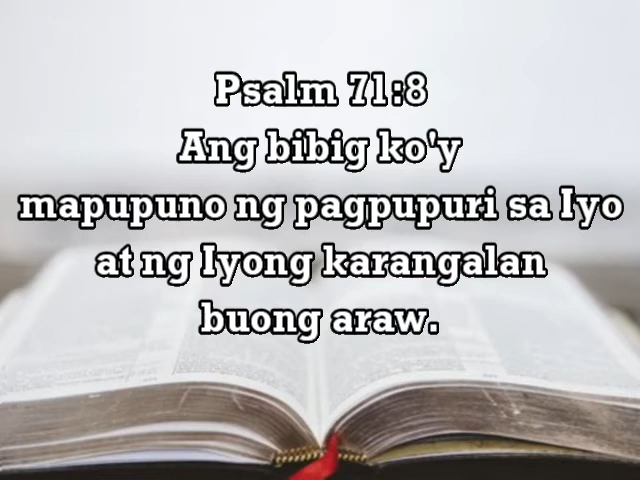 Psalm 71:8
Ang bibig ko'y
mapupuno ng pagpupuri sa Iyo
at ng Iyong karangalan
buong araw.